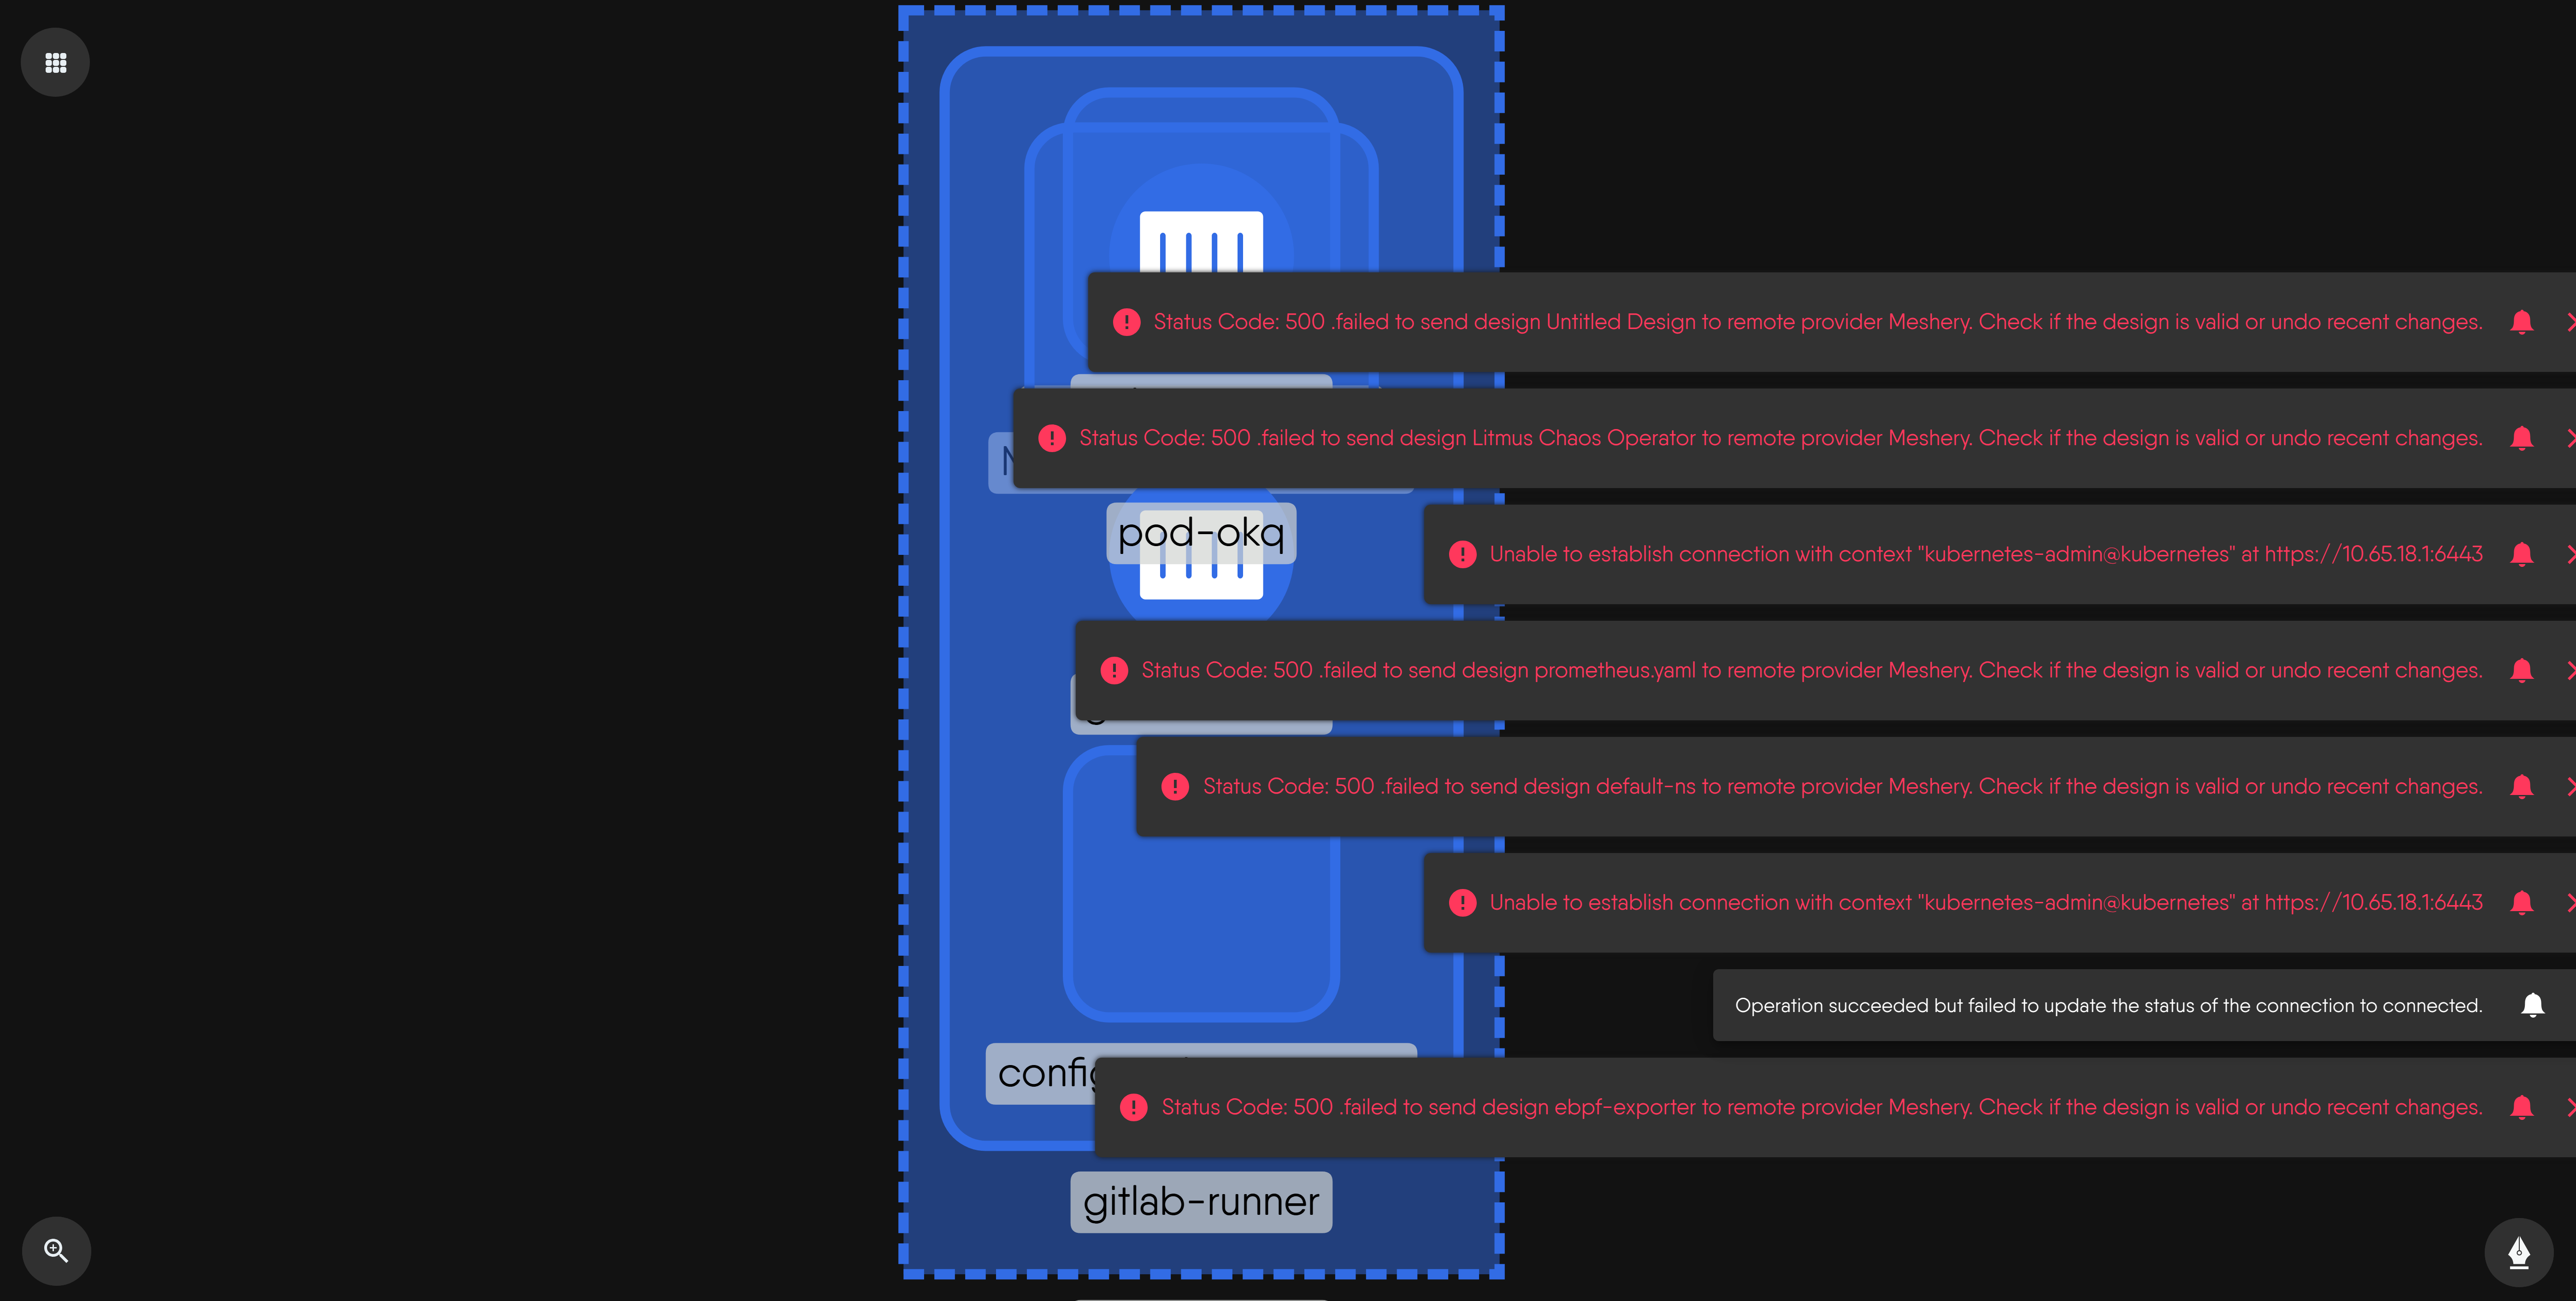 Status Code: 500 .failed to send design Untitled Design to remote provider Meshery. Check if the design is valid or undo recent changes.
Status Code: 500 .failed to send design Litmus Chaos Operator to remote provider Meshery. Check if the design is valid or undo recent changes.
pod-okq
Unable to establish connection with context "kubernetes-admin@kubernetes" at https://10.65.18.1:6443
Status Code: 500 .failed to send design prometheus.yaml to remote provider Meshery. Check if the design is valid or undo recent changes.
Status Code: 500 .failed to send design default-ns to remote provider Meshery. Check if the design is valid or undo recent changes.
Unable to establish connection with context "kubernetes-admin@kubernetes" at https://10.65.18.1:6443
Operation succeeded but failed to update the status of the connection to connected.
Status Code: 500 .failed to send design ebpf-exporter to remote provider Meshery. Check if the design is valid or undo recent changes.
gitlab-runner